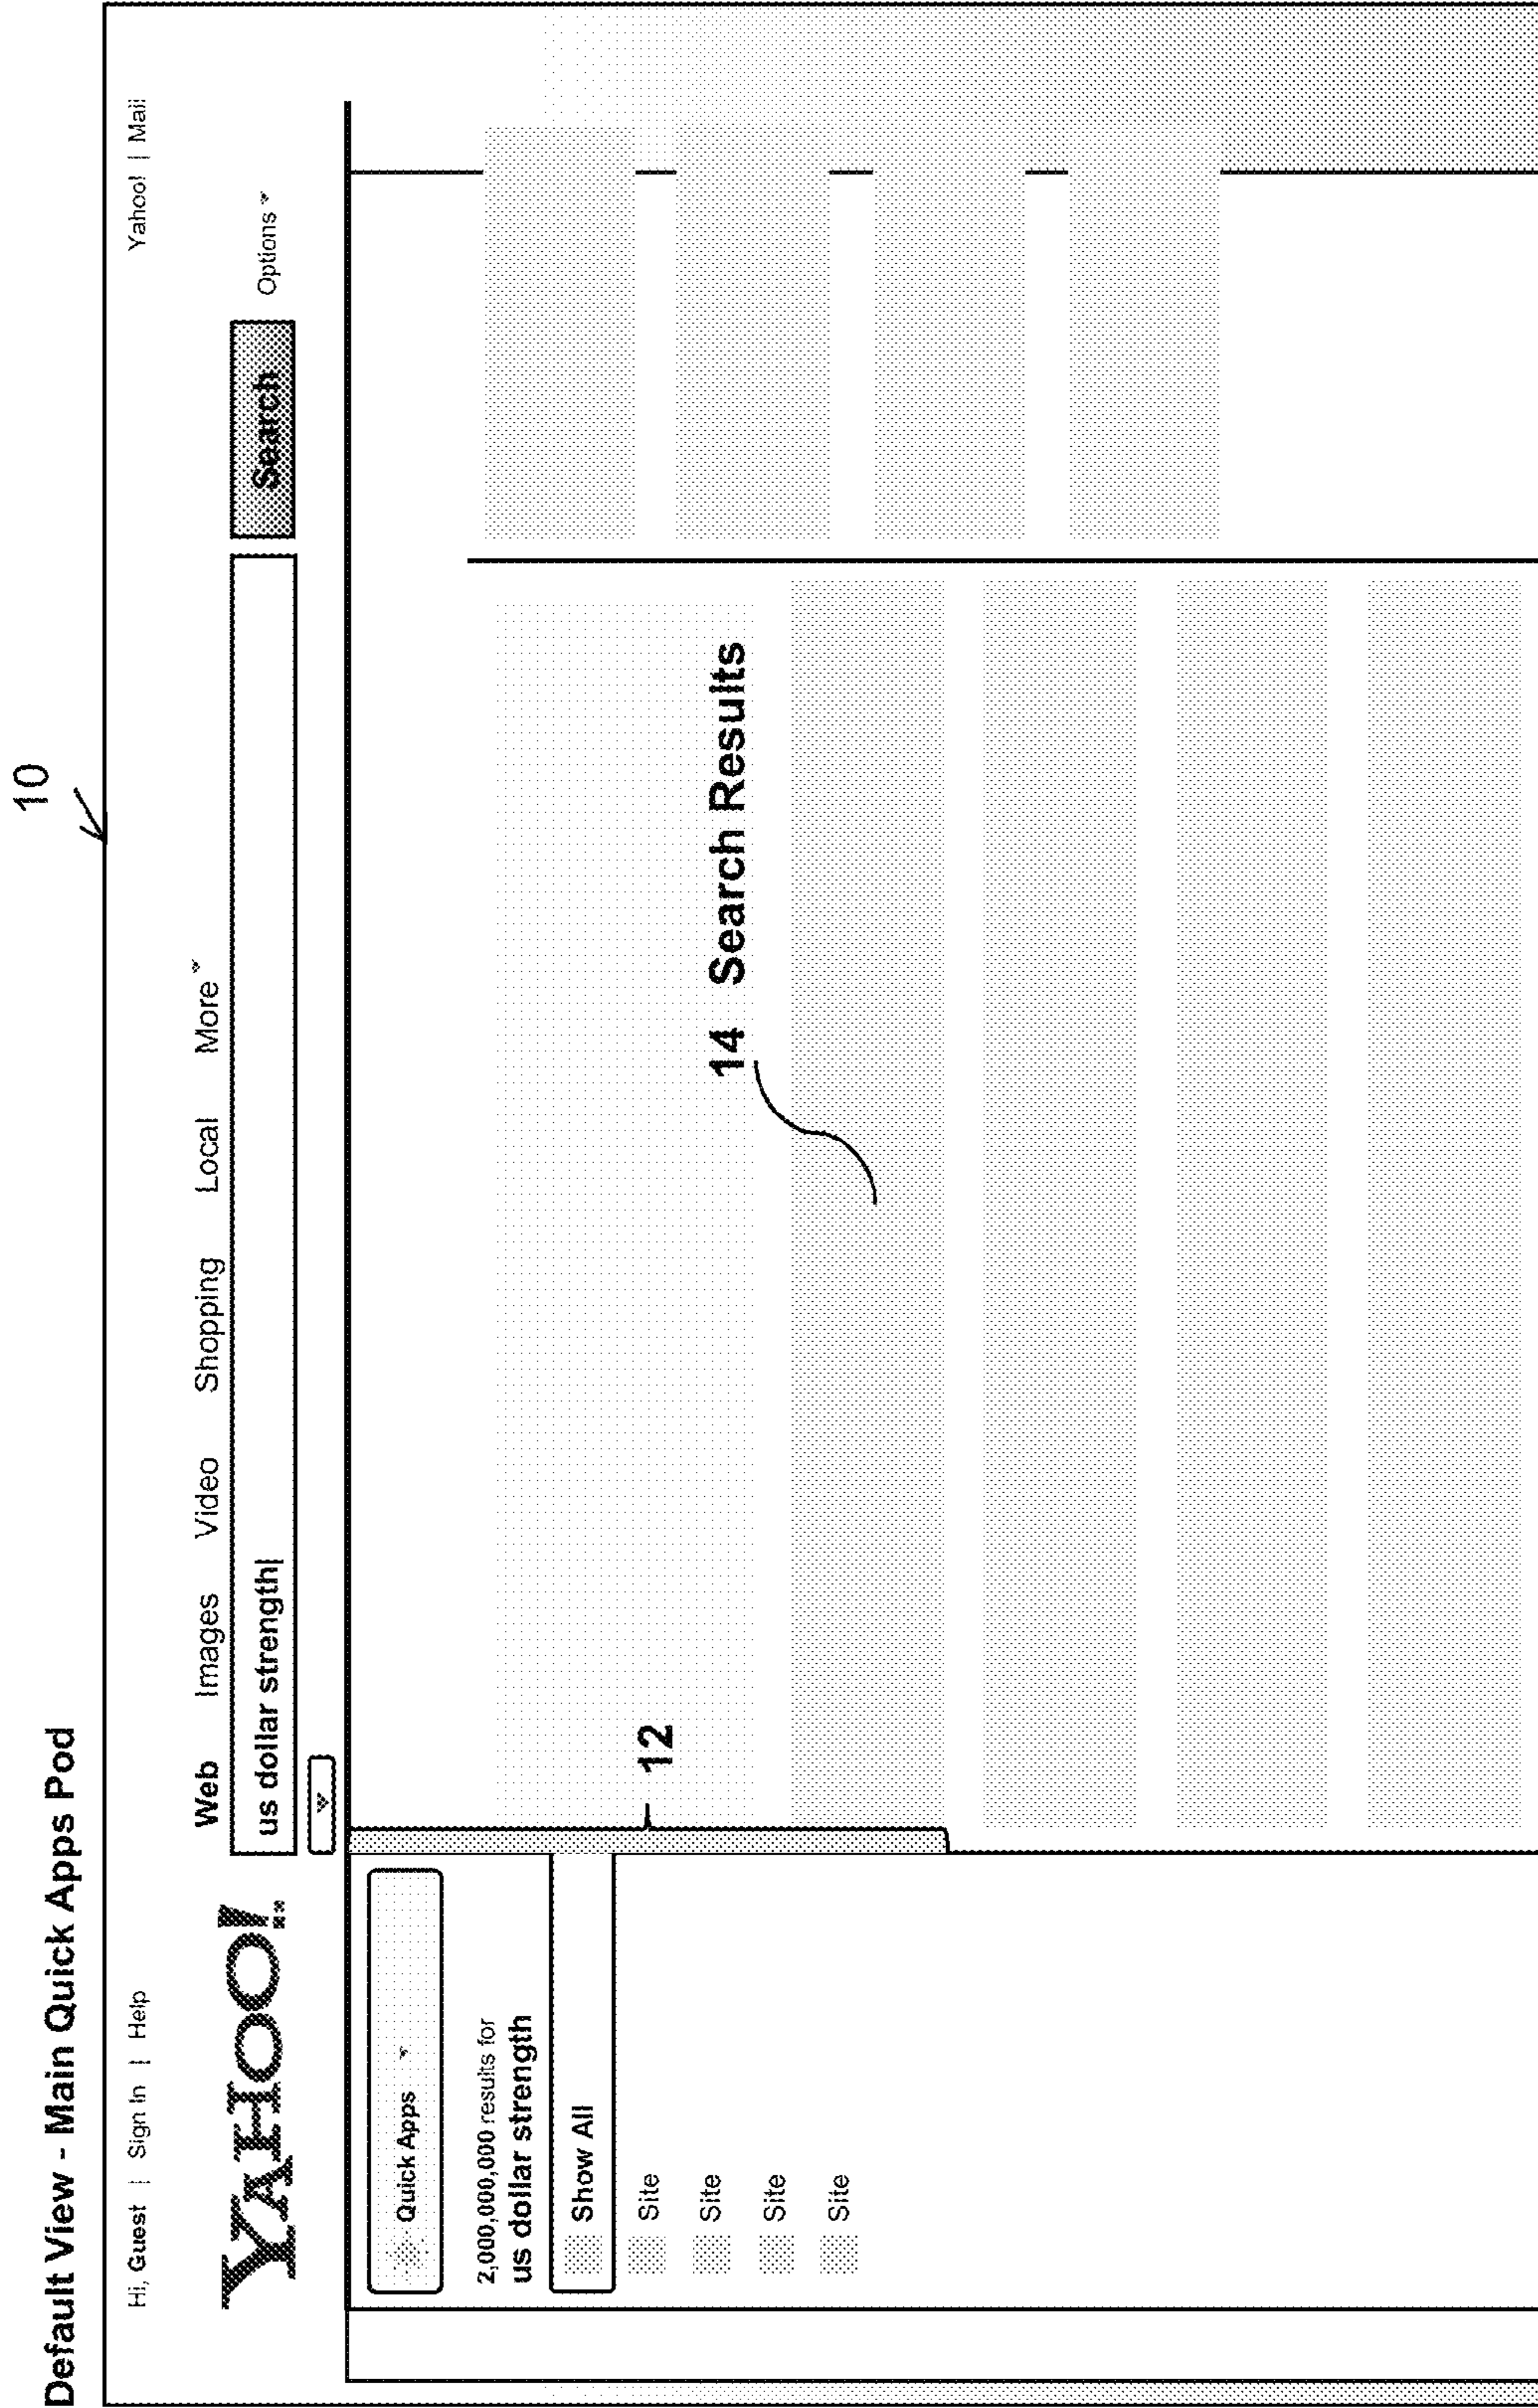 Default View - Main Quick Apps Pod
10
Hi, Guest | Sign In | Help
Yahoo! | Mail
YAHOO!
Web Images Video Shopping Local More
us dollar strength
Search
Options
Quick Apps
2,000,000,000 results for
us dollar strength
Show All
Site
Site
Site
Site
12
14 Search Results